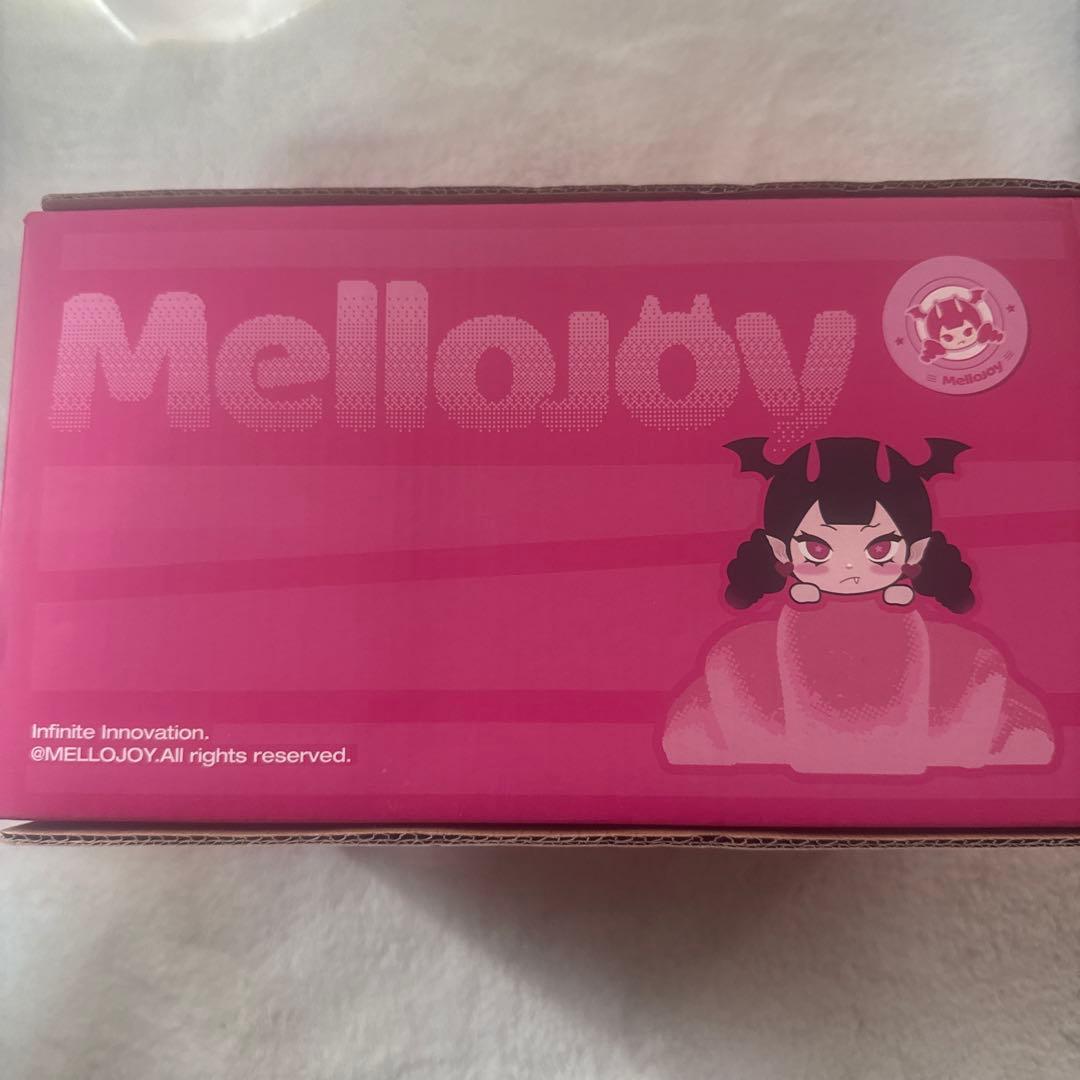 MelloJoy
MelloJoy
Infinite Innovation.
@MELLOJOY.All rights reserved.